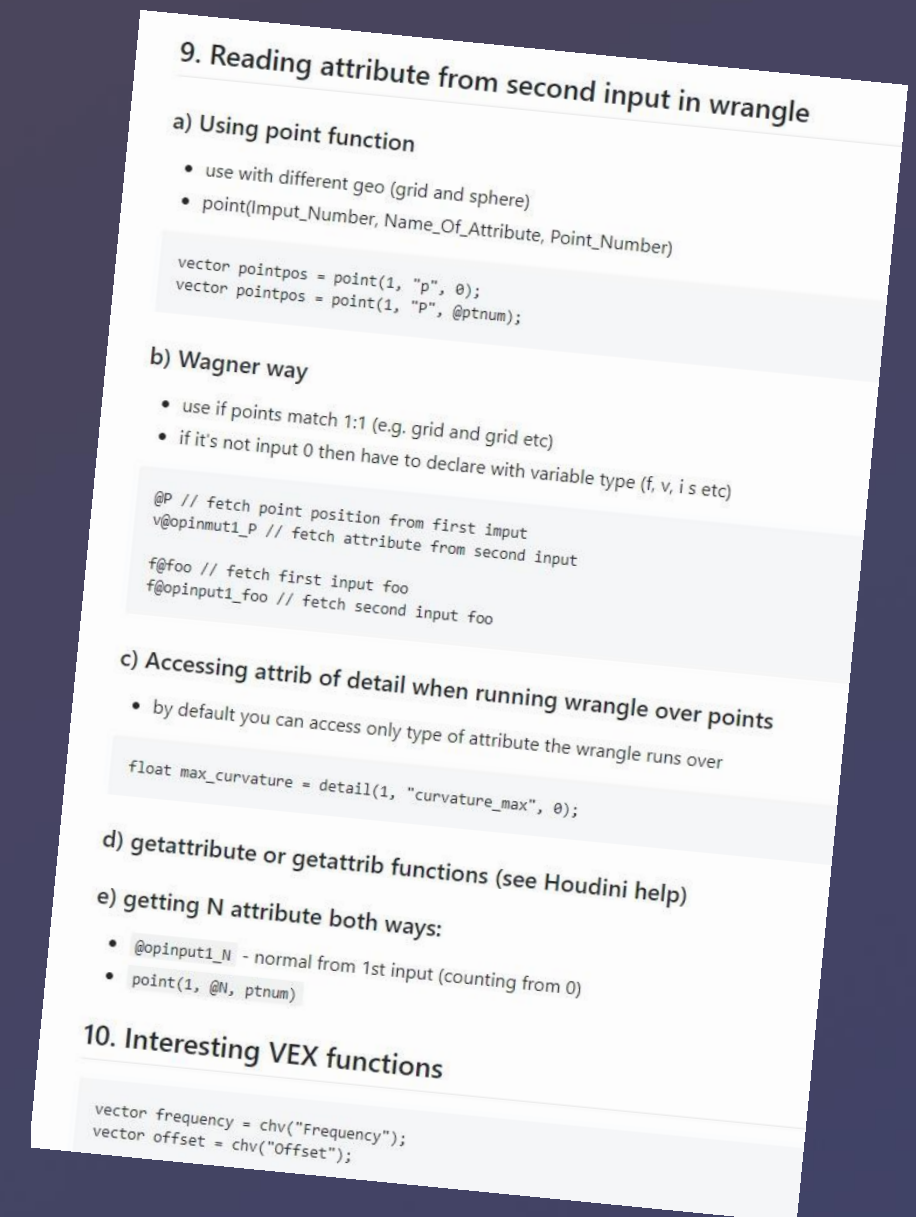 9. Reading attribute from second input in wrangle
a) Using point function
• use with different geo (grid and sphere)
• point(Imput_Number, Name_Of_Attribute, Point_Number)
vector pointpos = point(1, "p", 0);
vector pointpos = point(1, "P", @ptnum);
b) Wagner way
• use if points match 1:1 (e.g. grid and grid etc)
• if it's not input 0 then have to declare with variable type (f, v, i s etc)
@P // fetch point position from first imput
v@opinmut1_P // fetch attribute from second input
f@foo // fetch first input foo
f@opinput1_foo // fetch second input foo
c) Accessing attrib of detail when running wrangle over points
• by default you can access only type of attribute the wrangle runs over
float max_curvature = detail(1, "curvature_max", 0);
d) getattribute or getattrib functions (see Houdini help)
e) getting N attribute both ways:
• @opinput1_N - normal from 1st input (counting from 0)
• point(1, @N, ptnum)
10. Interesting VEX functions
vector frequency = chv("Frequency");
vector offset = chv("Offset");